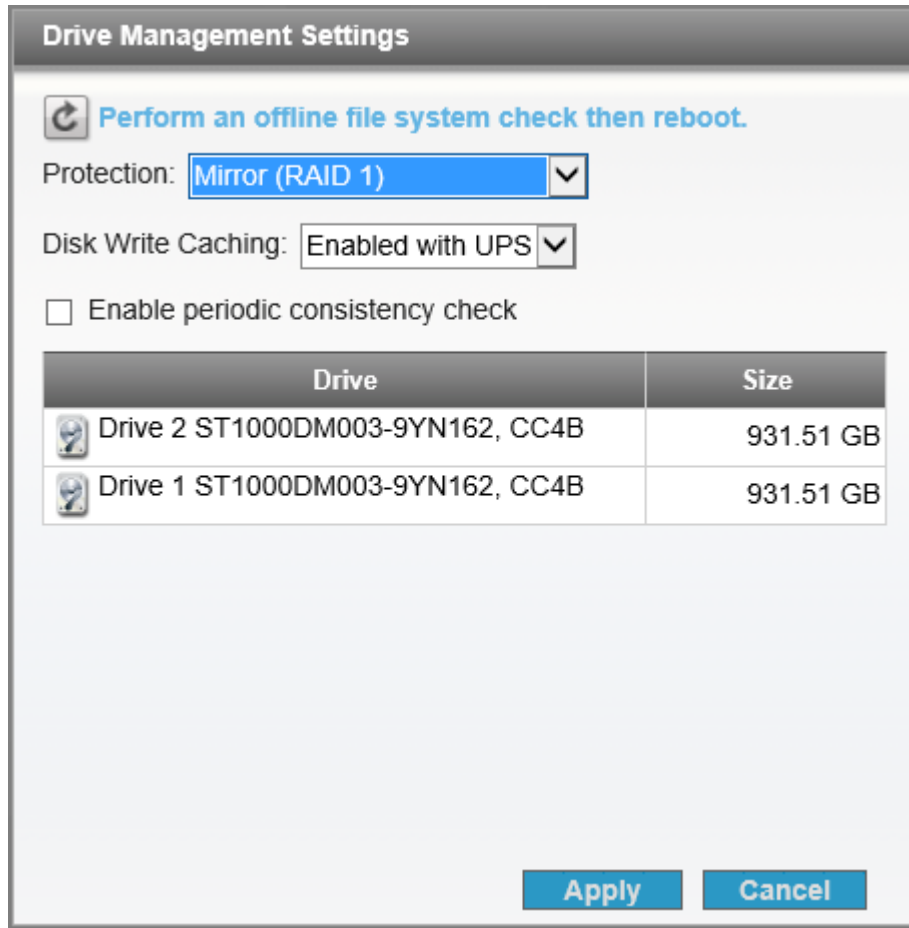 Drive Management Settings
Perform an offline file system check then reboot.
Protection: Mirror (RAID 1)
Disk Write Caching: Enabled with UPS
Enable periodic consistency check
Drive Size
Drive 2 ST1000DM003-9YN162, CC4B 931.51 GB
Drive 1 ST1000DM003-9YN162, CC4B 931.51 GB
Apply Cancel